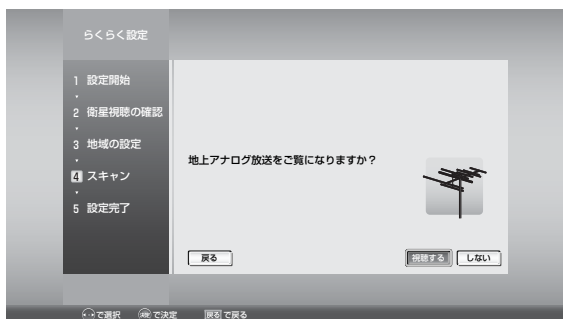 らくらく設定
1 設定開始
2 衛星視聴の確認
3 地域の設定
4 スキャン
5 設定完了
地上アナログ放送をご覧になりますか?
戻る
視聴する
しない
で選択 決定 で決定 戻る で戻る